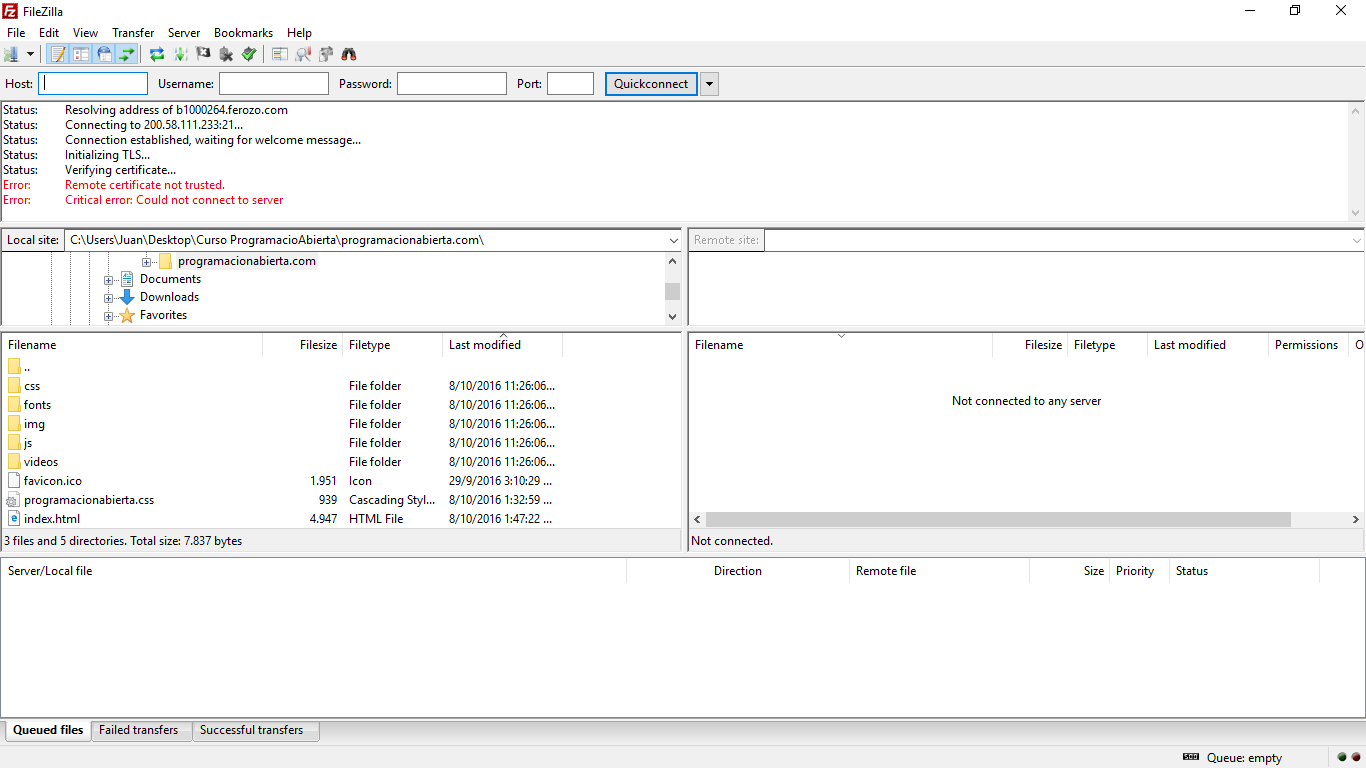 FileZilla
File Edit View Transfer Server Bookmarks Help
Host: Username: Password: Port: Quickconnect
Status: Resolving address of b1000264.ferozo.com
Status: Connecting to 200.58.111.233:21...
Status: Connection established, waiting for welcome message...
Status: Initializing TLS...
Status: Verifying certificate...
Error: Remote certificate not trusted.
Error: Critical error: Could not connect to server
Local site: C:\Users\Juan\Desktop\Curso ProgramacioAbierta\programacionabierta.com\
programacionabierta.com
Documents
Downloads
Favorites
Remote site:
Filename Filesize Filetype Last modified
..
css File folder 8/10/2016 11:26:06...
fonts File folder 8/10/2016 11:26:06...
img File folder 8/10/2016 11:26:06...
js File folder 8/10/2016 11:26:06...
videos File folder 8/10/2016 11:26:06...
favicon.ico 1.951 Icon 29/9/2016 3:10:29 ...
programacionabierta.css 939 Cascading Styl... 8/10/2016 1:32:59 ...
index.html 4.947 HTML File 8/10/2016 1:47:22 ...
3 files and 5 directories. Total size: 7.837 bytes
Filename Filesize Filetype Last modified Permissions O
Not connected to any server
Not connected.
Server/Local file Direction Remote file Size Priority Status
Queued files Failed transfers Successful transfers
Queue: empty